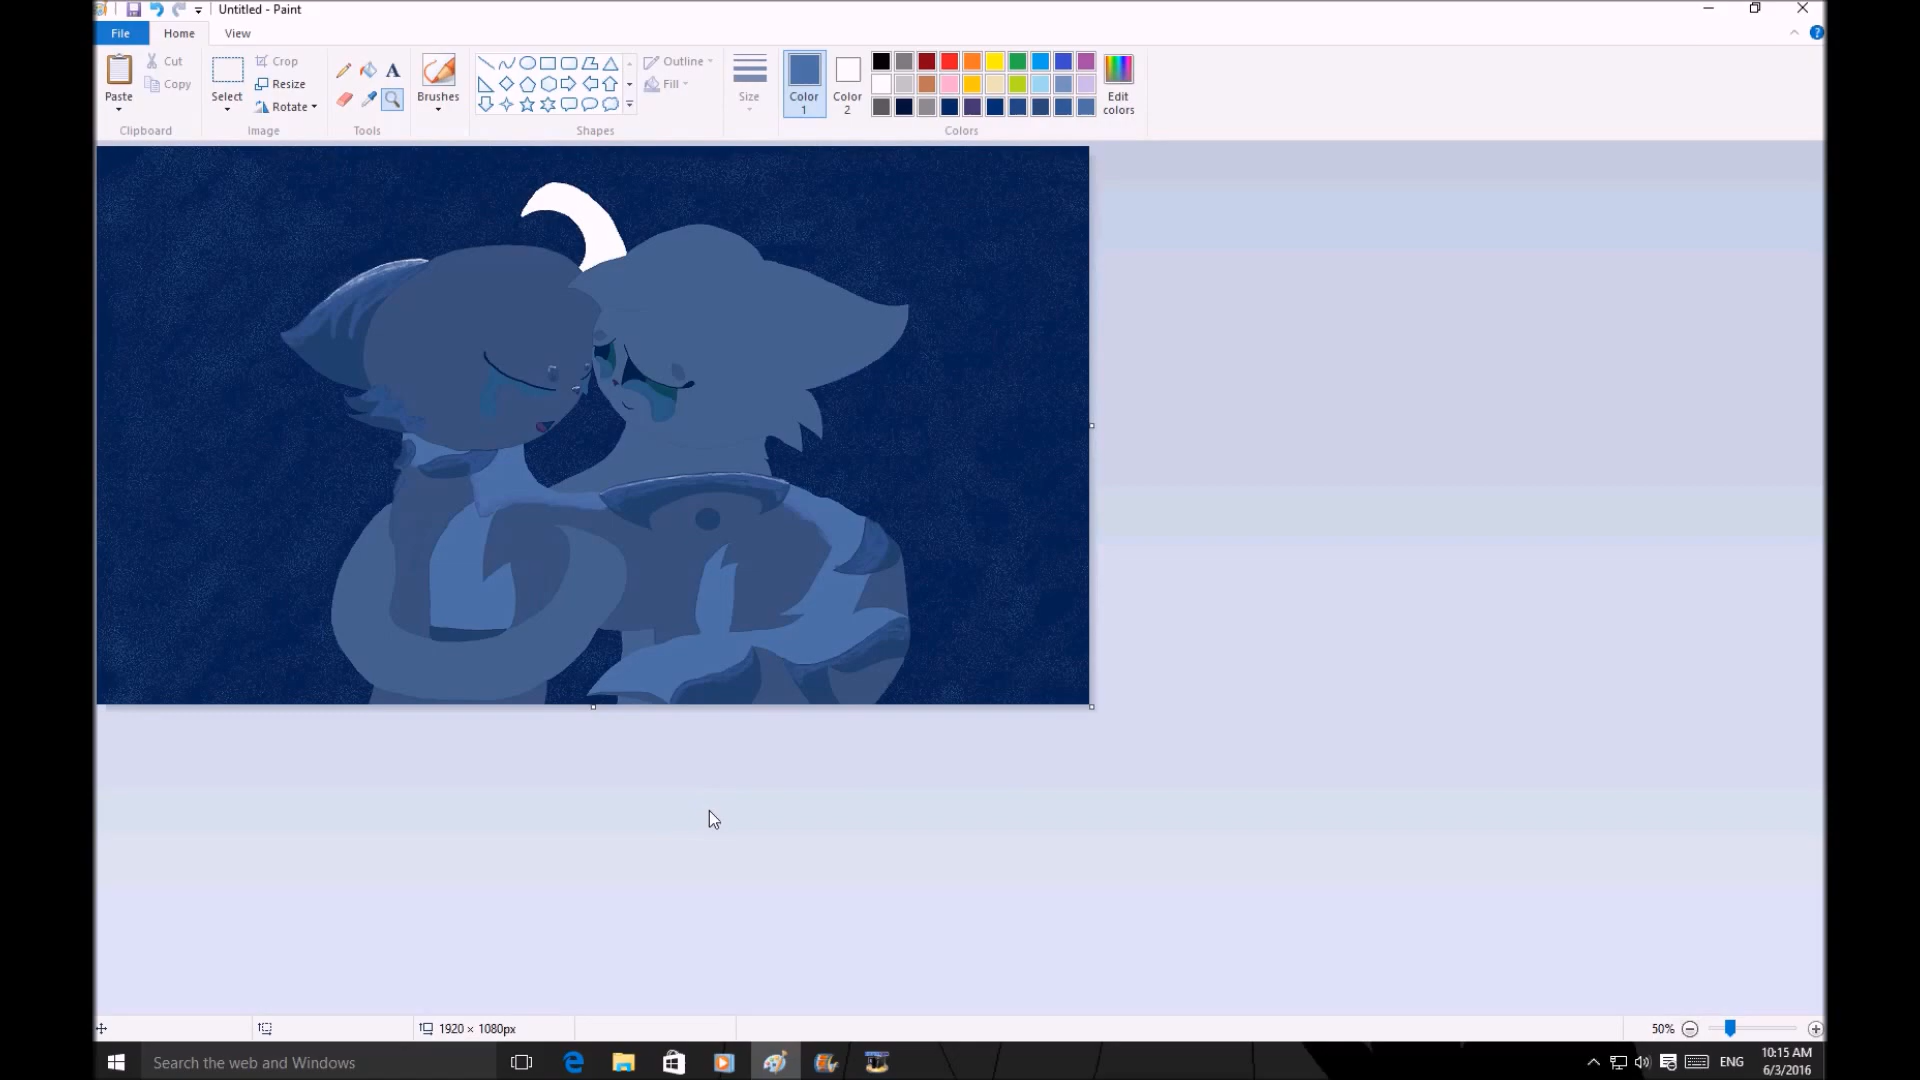 Untitled - Paint
File Home View
Paste
Cut
Copy
Clipboard
Select
Crop
Resize
Rotate
Image
A
Tools
Brushes
Outline
Fill
Shapes
Size
Color 1
Color 2
Edit colors
Colors
1920 × 1080px
50%
Search the web and Windows
ENG
10:15 AM
6/3/2016